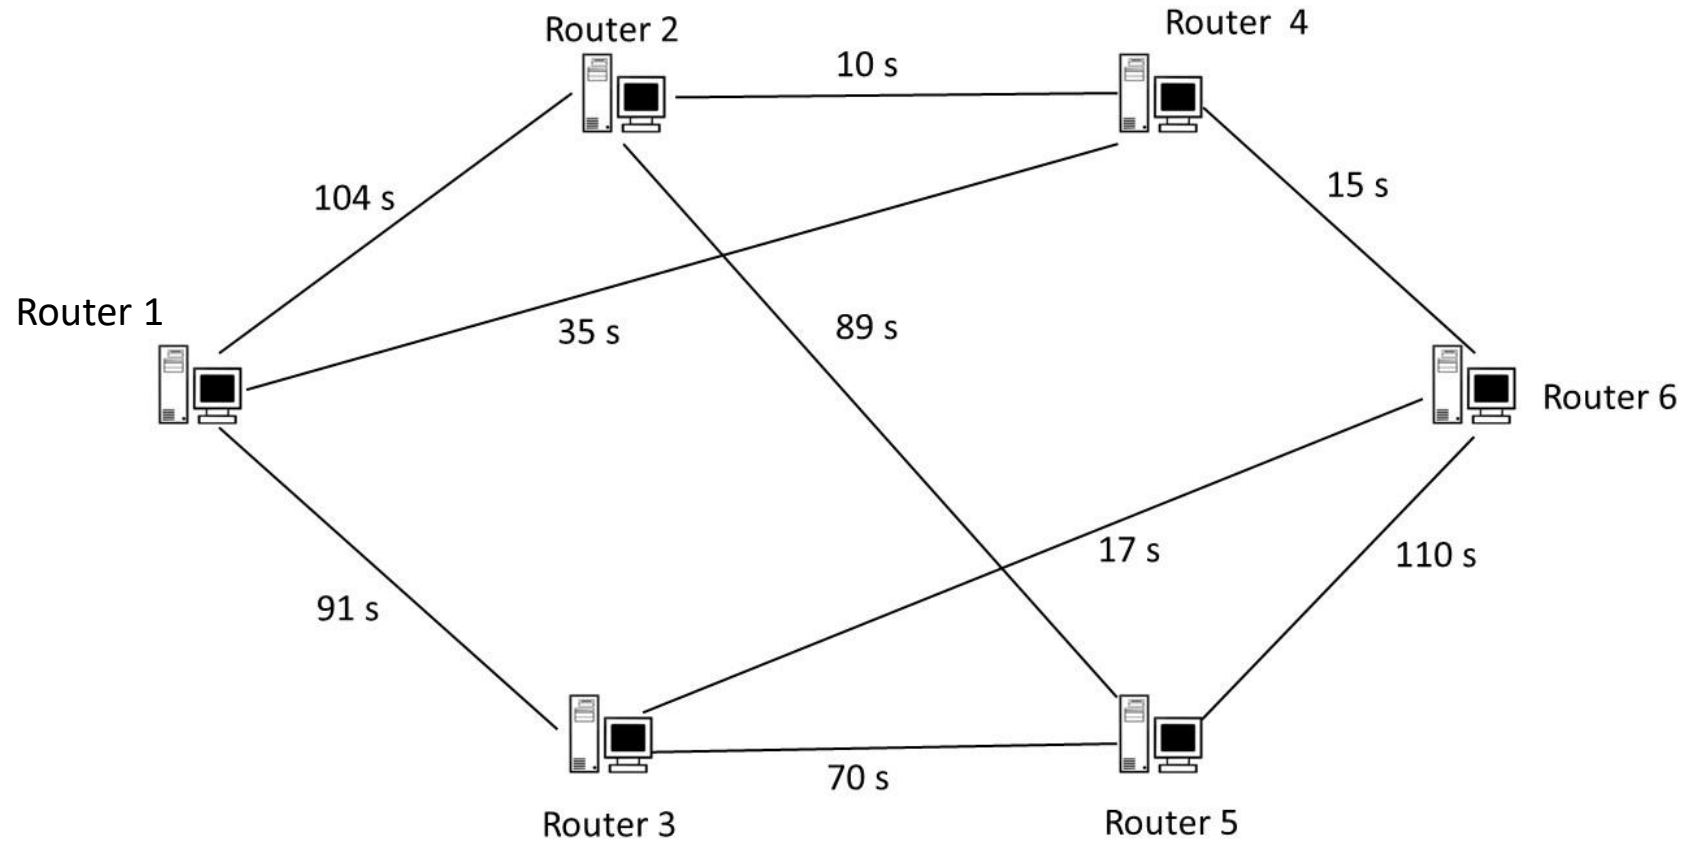 Router 2
Router  4
10 s
104 s
15 s
Router 1
35 s
89 s
Router 6
17 s
110 s
91 s
70 s
Router 3
Router 5